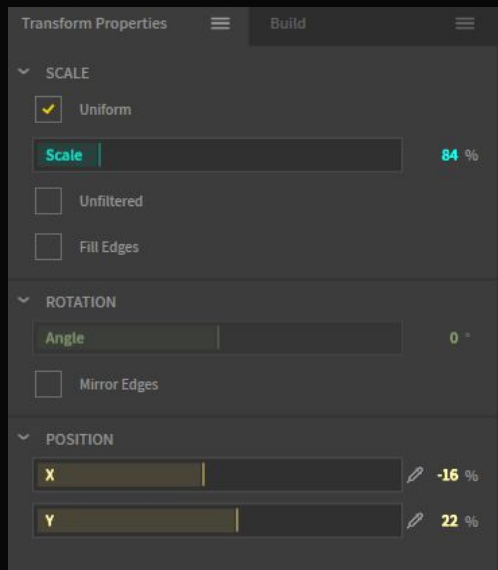 Transform Properties Build
SCALE
Uniform
Scale 84 %
Unfiltered
Fill Edges
ROTATION
Angle 0 °
Mirror Edges
POSITION
X -16 %
Y 22 %